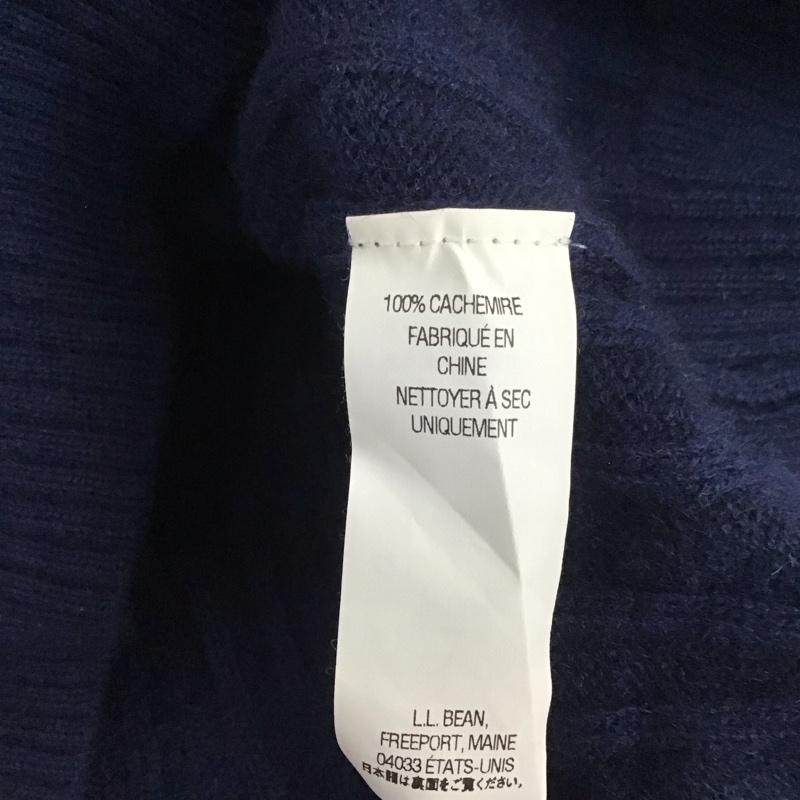 100% CACHEMIRE
FABRIQUÉ EN
CHINE
NETTOYER À SEC
UNIQUEMENT
L.L. BEAN,
FREEPORT, MAINE
04033 ÉTATS-UNIS
日本語は裏面をご覧ください。